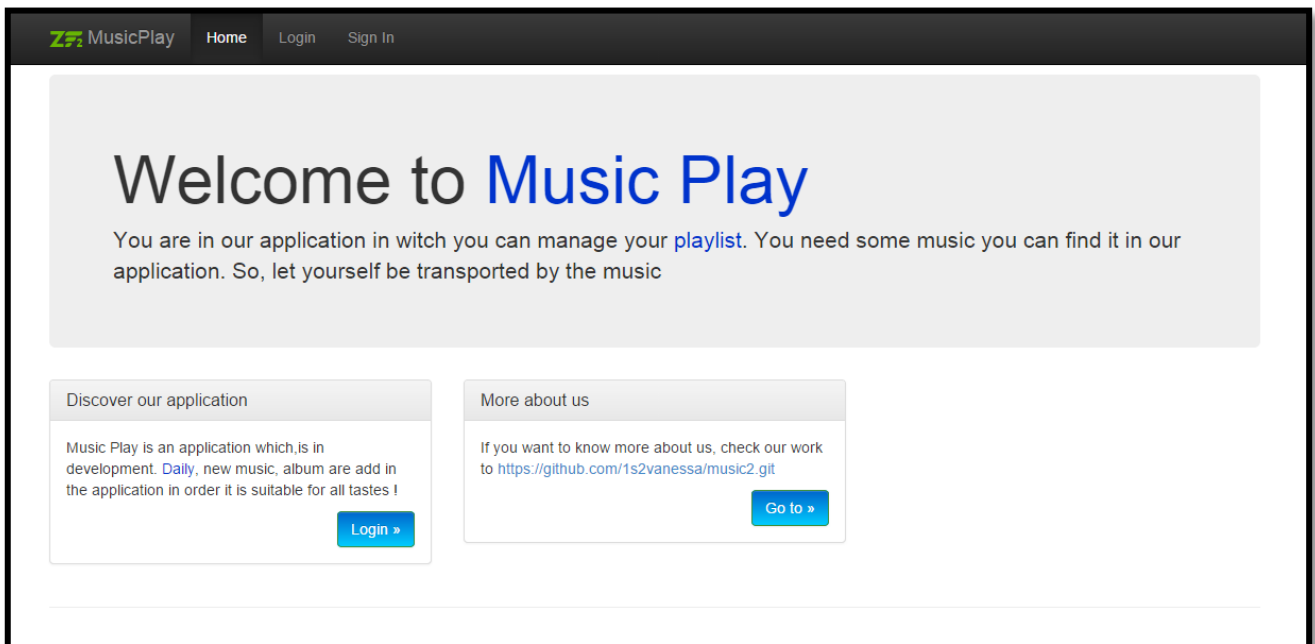 ZF2 MusicPlay Home Login Sign In
Welcome to Music Play
You are in our application in witch you can manage your playlist. You need some music you can find it in our
application. So, let yourself be transported by the music
Discover our application
Music Play is an application which,is in
development. Daily, new music, album are add in
the application in order it is suitable for all tastes !
Login »
More about us
If you want to know more about us, check our work
to https://github.com/1s2vanessa/music2.git
Go to »